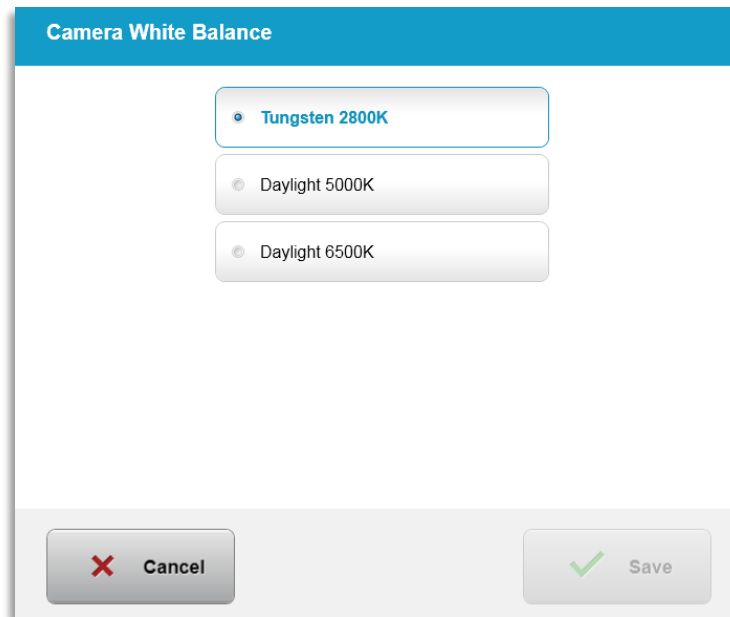 Camera White Balance
Tungsten 2800K
Daylight 5000K
Daylight 6500K
Cancel
Save